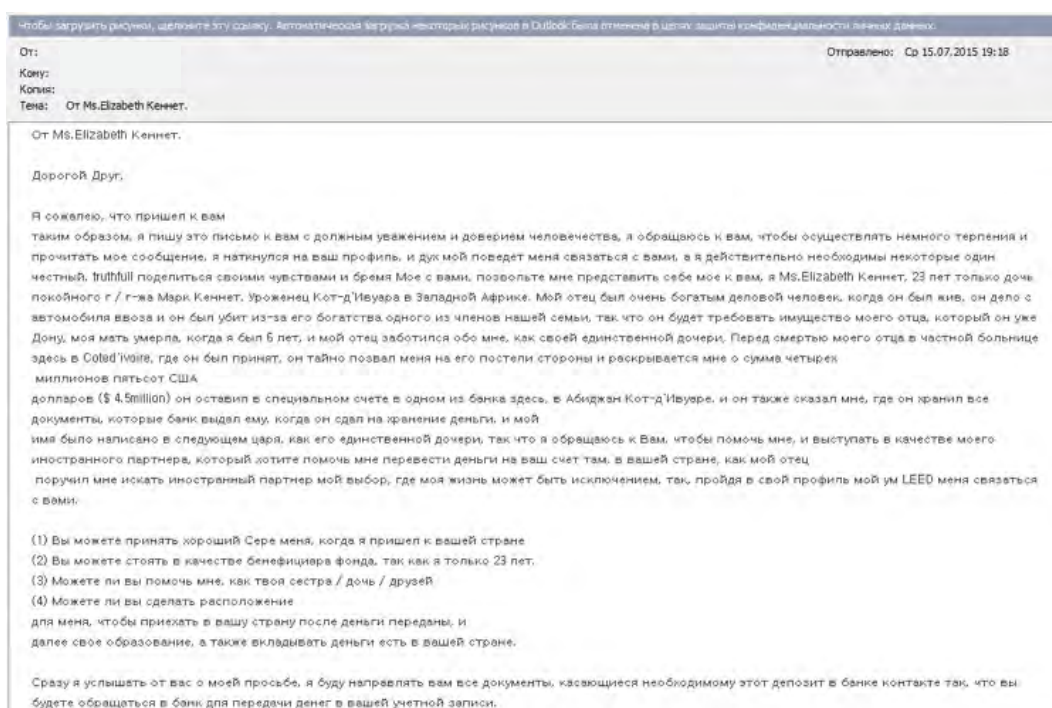 Чтобы загрузить рисунки, щелкните эту ссылку. Автоматическая загрузка некоторых рисунков в Outlook была отменена в целях защиты конфиденциальности личных данных.
От:
Отправлено: Ср 15.07.2015 19:18
Кому:
Копия:
Тема: От Ms.Elizabeth Кеннет.
От Ms.Elizabeth Кеннет.
Дорогой Друг,
Я сожалею, что пришел к вам
таким образом, я пишу это письмо к вам с должным уважением и доверием человечества, я обращаюсь к вам, чтобы осуществлять немного терпения и
прочитать мое сообщение, я наткнулся на ваш профиль, и дух мой поведет меня связаться с вами, а я действительно необходимы некоторые один
честный, truthfull поделиться своими чувствами и бремя Мое с вами, позвольте мне представить себе мое к вам, я Ms.Elizabeth Кеннет, 23 лет только дочь
покойного г / г-жа Марк Кеннет, Уроженец Кот-д'Ивуара в Западной Африке. Мой отец был очень богатым деловой человек, когда он был жив, он дело с
автомобиля ввоза и он был убит из-за его богатства одного из членов нашей семьи, так что он будет требовать имущество моего отца, который он уже
Дону, моя мать умерла, когда я был 6 лет, и мой отец заботился обо мне, как своей единственной дочери, Перед смертью моего отца в частной больнице
здесь в Coted'ivoire, где он был принят, он тайно позвал меня на его постели стороны и раскрывается мне о сумма четырех
миллионов пятьсот США
долларов ($ 4.5million) он оставил в специальном счете в одном из банка здесь, в Абиджан Кот-д'Ивуаре, и он также сказал мне, где он хранил все
документы, которые банк выдал ему, когда он сдал на хранение деньги, и мой
имя было написано в следующем царя, как его единственной дочери, так что я обращаюсь к Вам, чтобы помочь мне, и выступать в качестве моего
иностранного партнера, который хотите помочь мне перевести деньги на ваш счет там, в вашей стране, как мой отец
поручил мне искать иностранный партнер мой выбор, где моя жизнь может быть исключением, так, пройдя в свой профиль мой ум LEED меня связаться
с вами.
(1) Вы можете принять хороший Сере меня, когда я пришел к вашей стране
(2) Вы можете стоять в качестве бенефициара фонда, так как я только 23 лет.
(3) Можете ли вы помочь мне, как твоя сестра / дочь / друзей
(4) Можете ли вы сделать расположение
для меня, чтобы приехать в вашу страну после деньги переданы, и
далее свое образование, а также вкладывать деньги есть в вашей стране.
Сразу я услышать от вас о моей просьбе, я буду направлять вам все документы, касающиеся необходимому этот депозит в банке контакте так, что вы
будете обращаться в банк для передачи денег в вашей учетной записи.